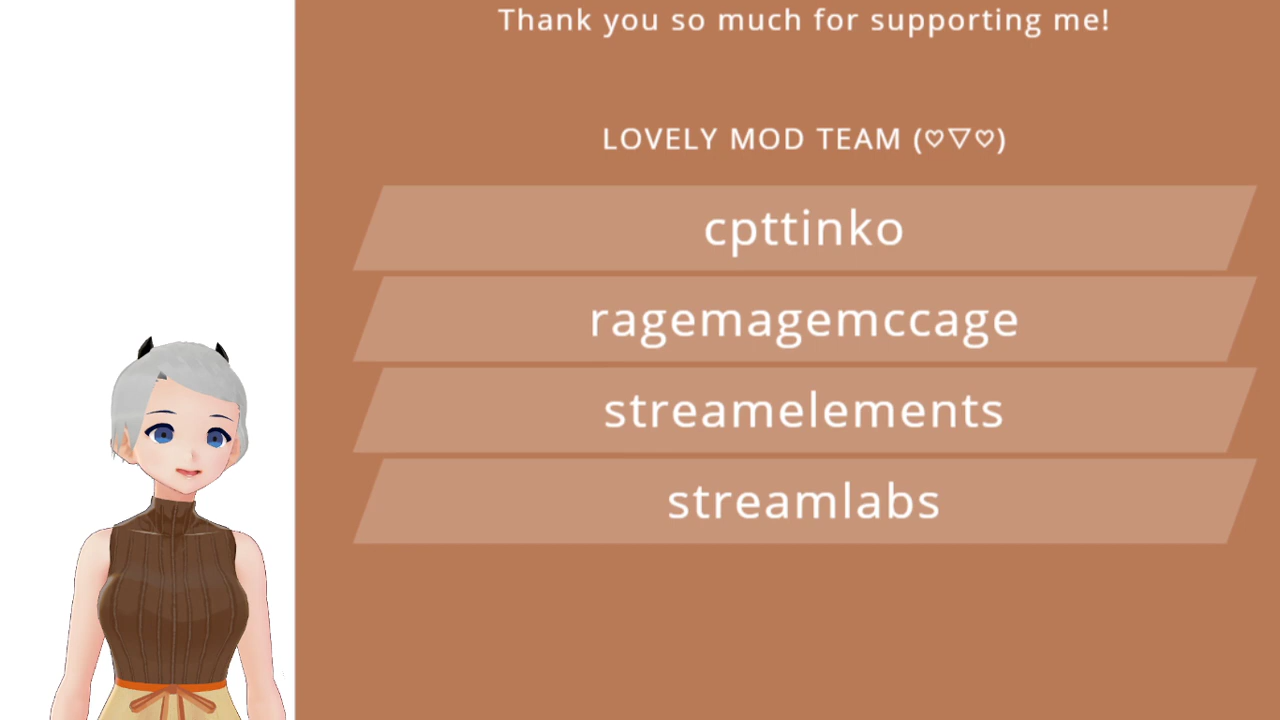 Thank you so much for supporting me!
LOVELY MOD TEAM (♡▽♡)
cpttinko
ragemagemccage
streamelements
streamlabs